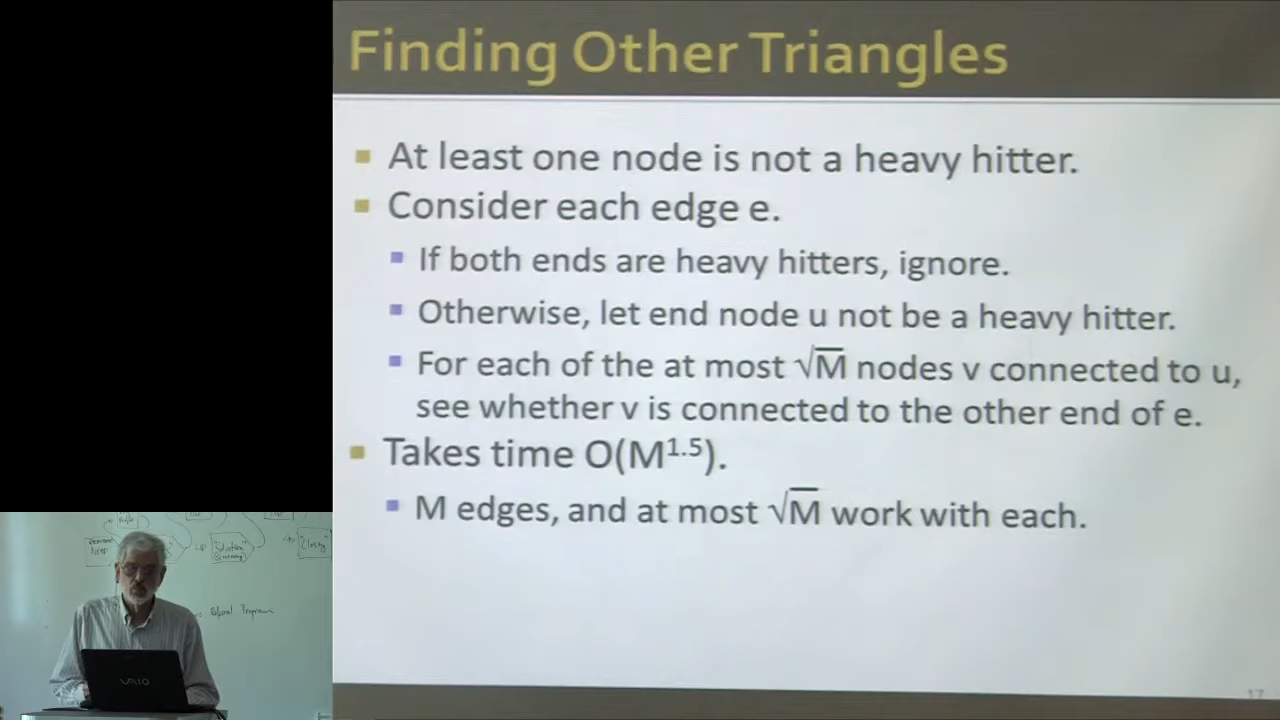 Finding Other Triangles
At least one node is not a heavy hitter.
Consider each edge e.
If both ends are heavy hitters, ignore.
Otherwise, let end node u not be a heavy hitter.
For each of the at most √M nodes v connected to u,
see whether v is connected to the other end of e.
Takes time O(M¹·⁵).
M edges, and at most √M work with each.
17
VAIO